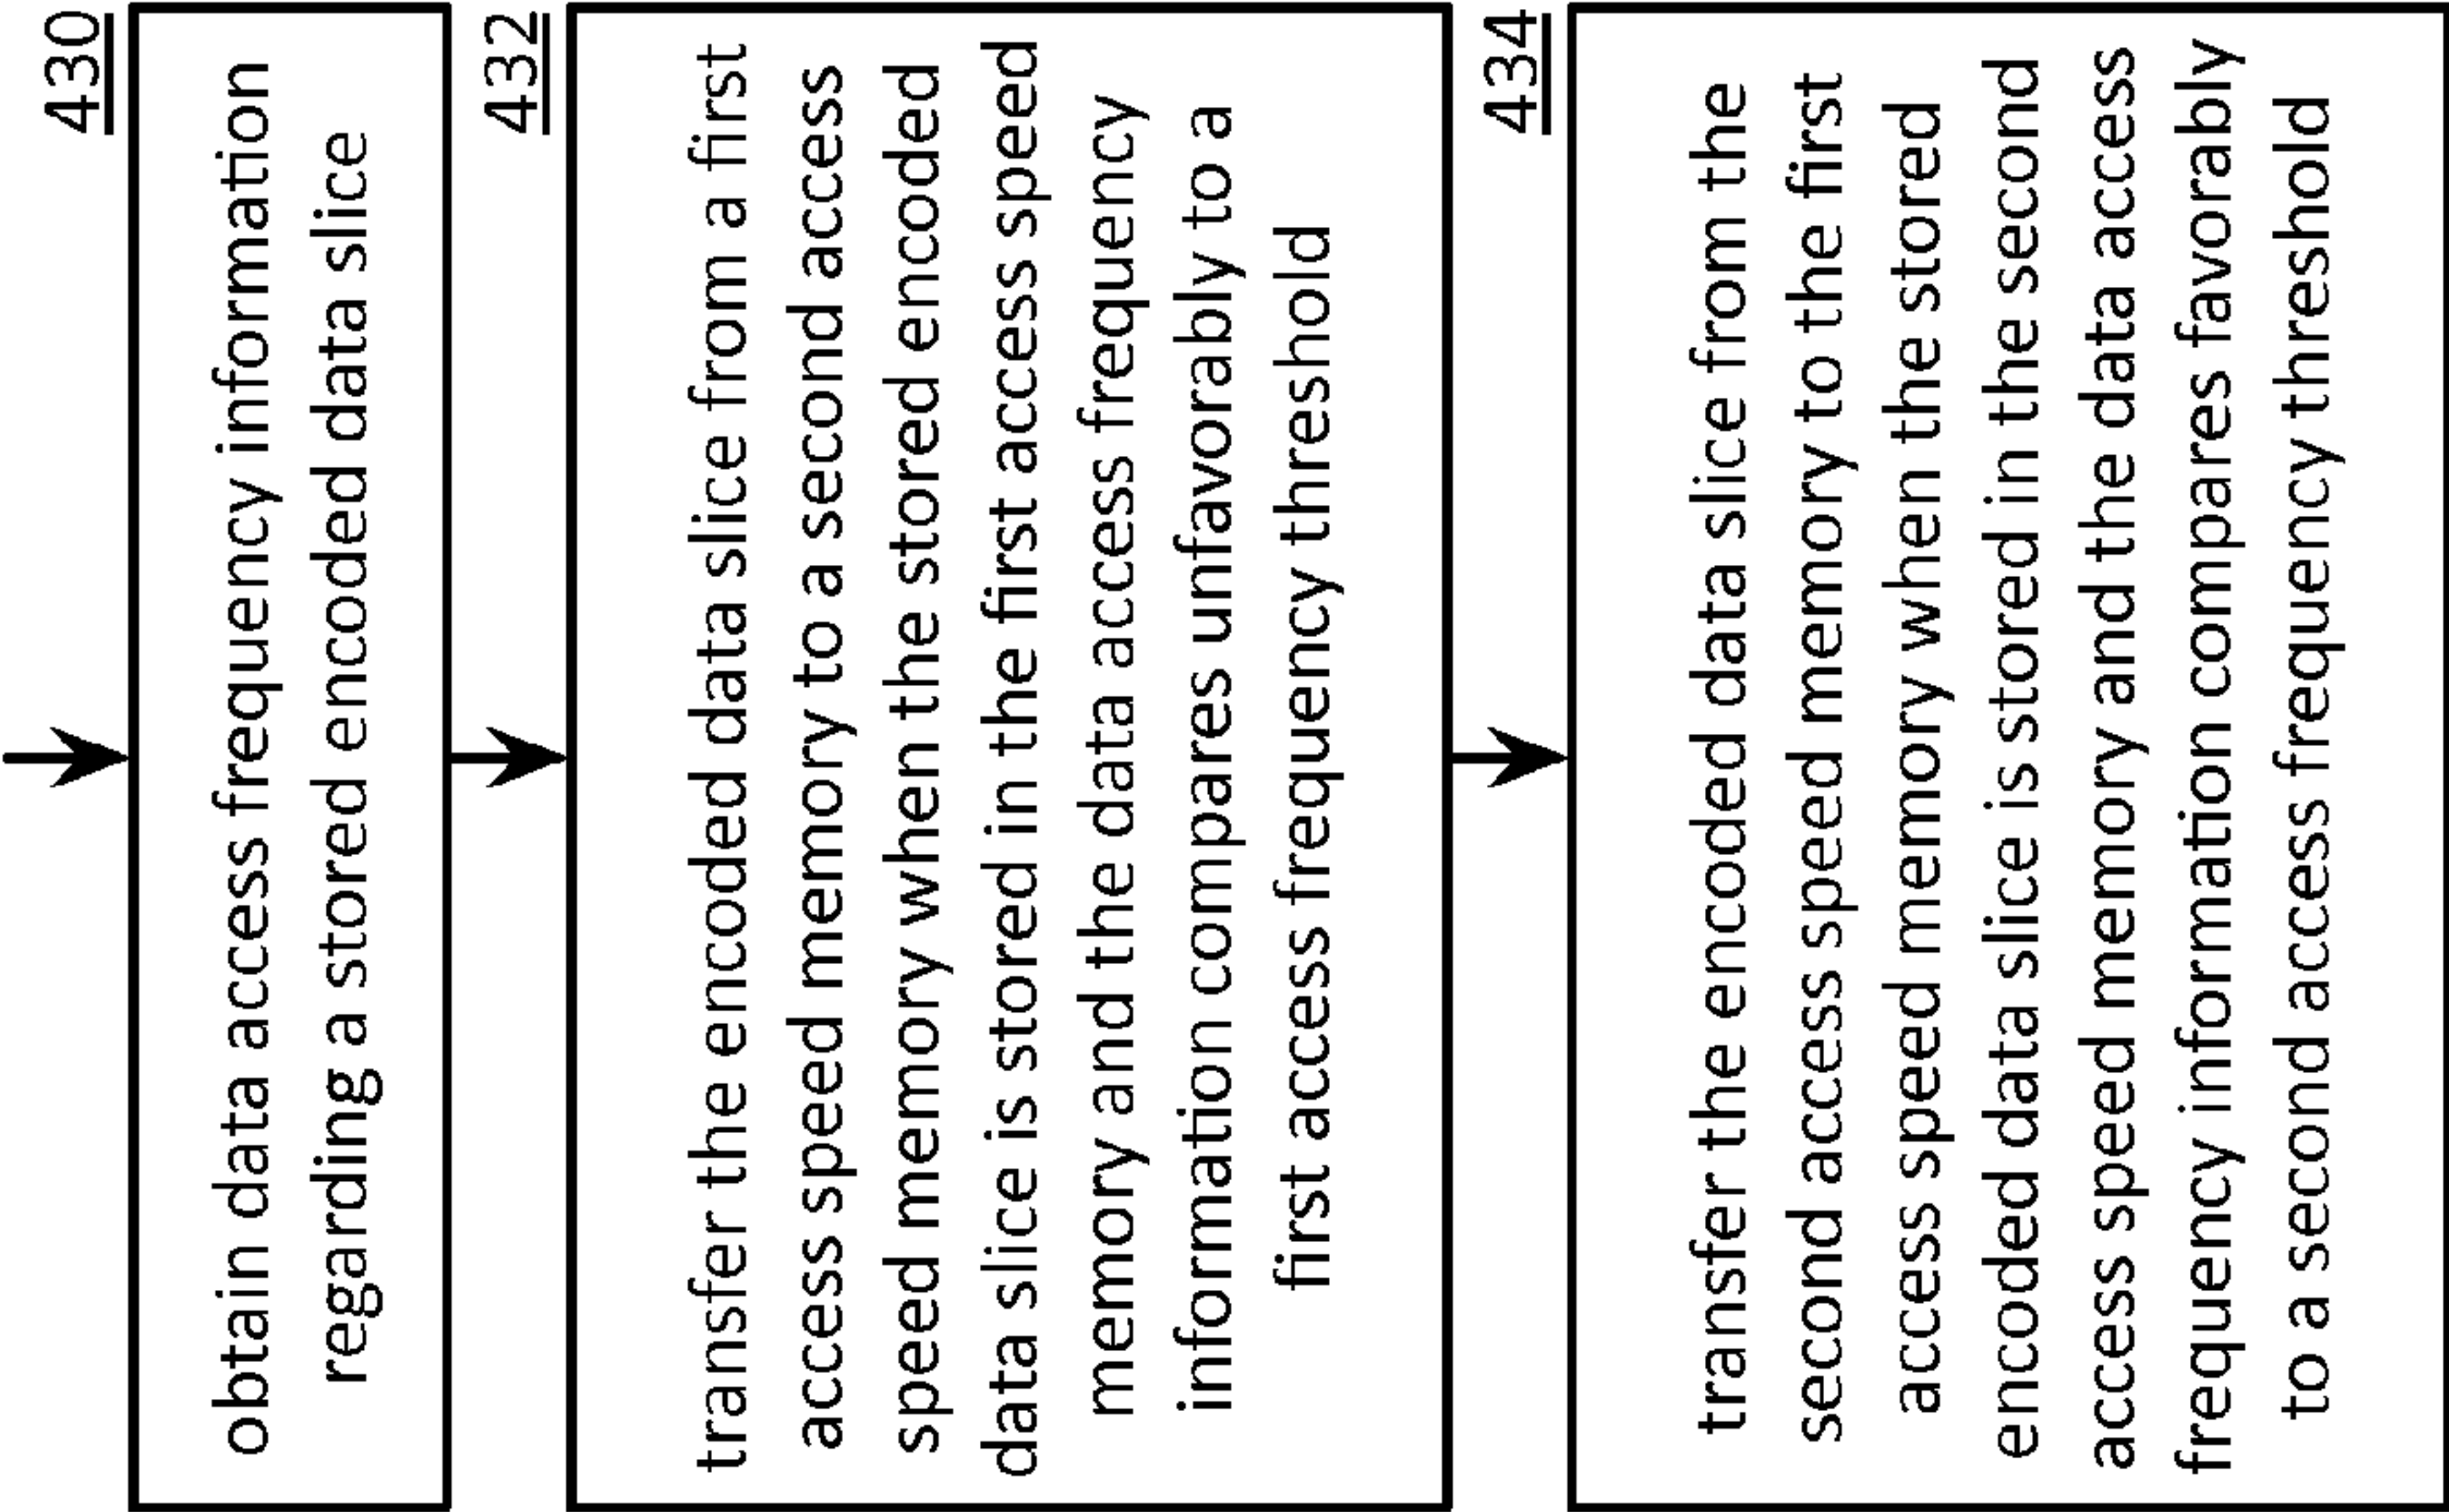 430
obtain data access frequency information
regarding a stored encoded data slice
432
transfer the encoded data slice from a first
access speed memory to a second access
speed memory when the stored encoded
data slice is stored in the first access speed
memory and the data access frequency
information compares unfavorably to a
first access frequency threshold
434
transfer the encoded data slice from the
second access speed memory to the first
access speed memory when the stored
encoded data slice is stored in the second
access speed memory and the data access
frequency information compares favorably
to a second access frequency threshold